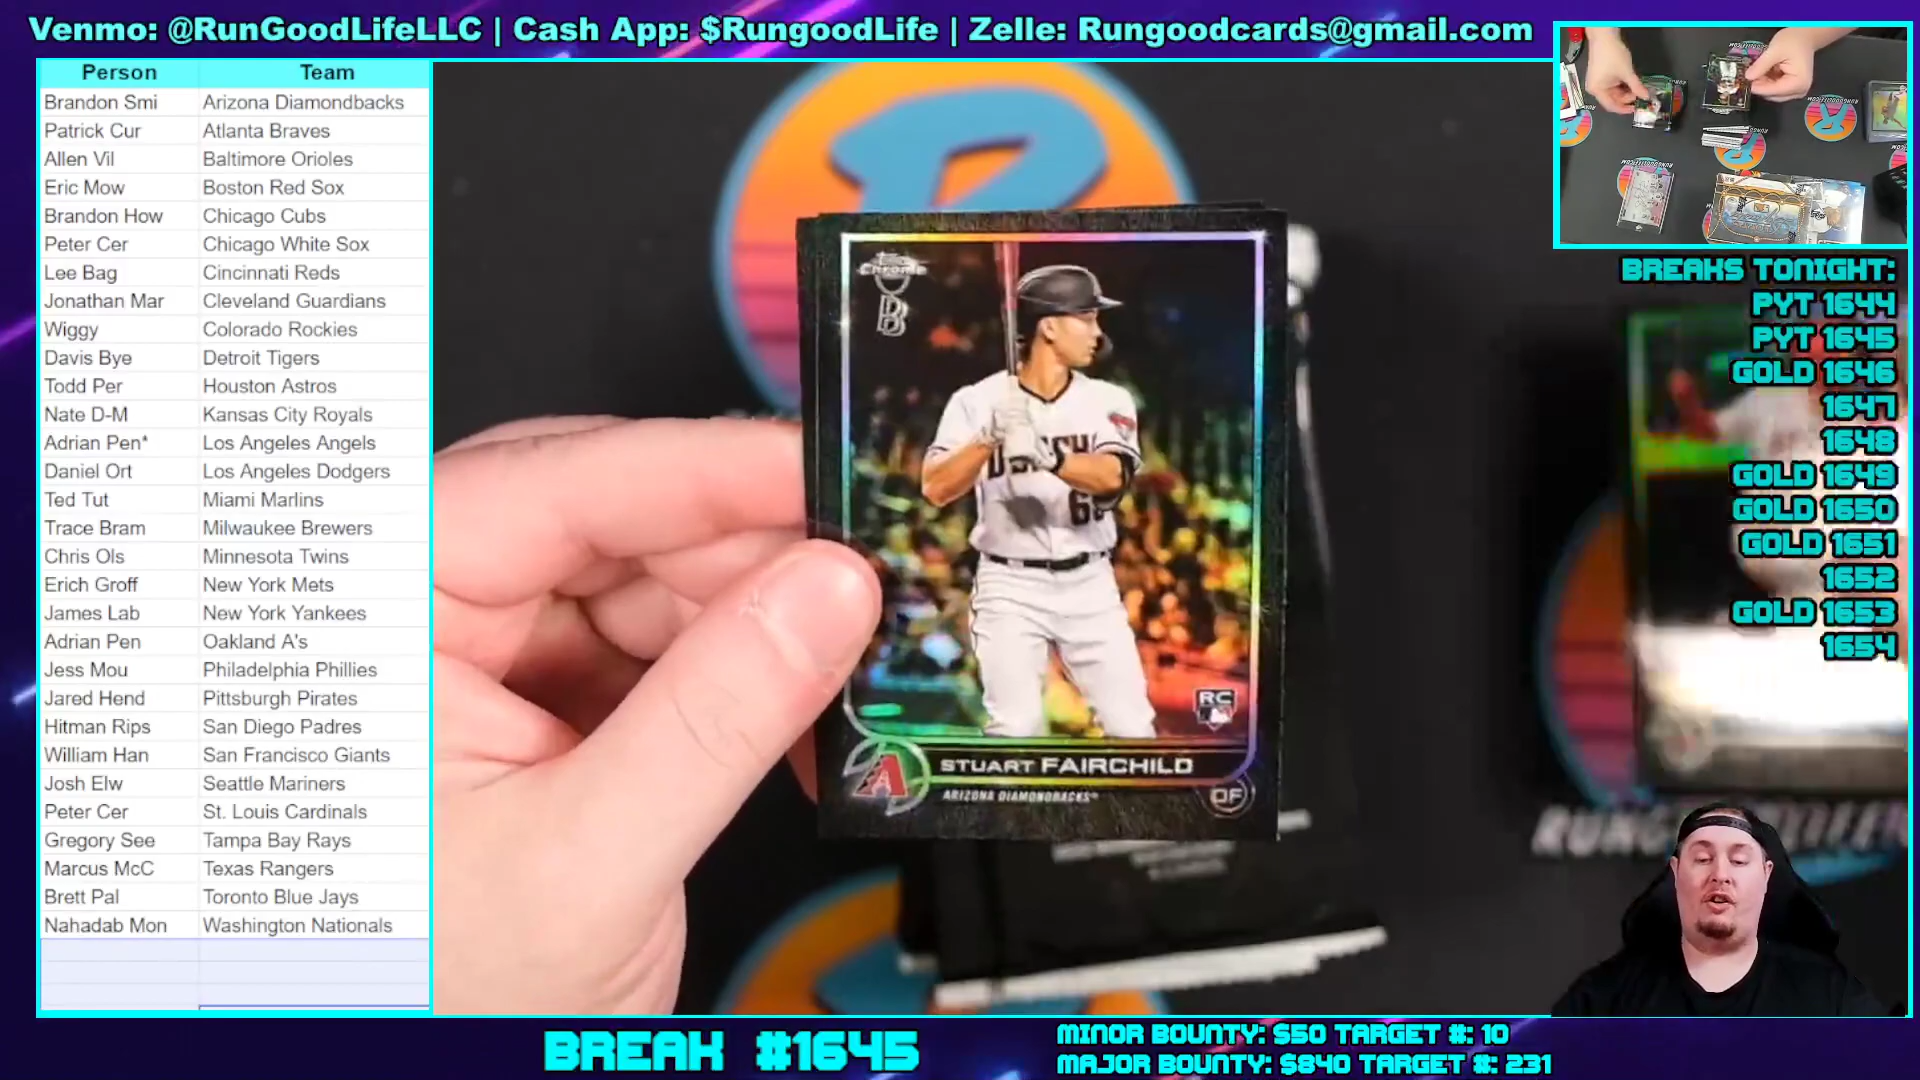 Venmo: @RunGoodLifeLLC | Cash App: $RungoodLife | Zelle: Rungoodcards@gmail.com
Person Team
Brandon Smi Arizona Diamondbacks
Patrick Cur Atlanta Braves
Allen Vil Baltimore Orioles
Eric Mow Boston Red Sox
Brandon How Chicago Cubs
Peter Cer Chicago White Sox
Lee Bag Cincinnati Reds
Jonathan Mar Cleveland Guardians
Wiggy Colorado Rockies
Davis Bye Detroit Tigers
Todd Per Houston Astros
Nate D-M Kansas City Royals
Adrian Pen* Los Angeles Angels
Daniel Ort Los Angeles Dodgers
Ted Tut Miami Marlins
Trace Bram Milwaukee Brewers
Chris Ols Minnesota Twins
Erich Groff New York Mets
James Lab New York Yankees
Adrian Pen Oakland A's
Jess Mou Philadelphia Phillies
Jared Hend Pittsburgh Pirates
Hitman Rips San Diego Padres
William Han San Francisco Giants
Josh Elw Seattle Mariners
Peter Cer St. Louis Cardinals
Gregory See Tampa Bay Rays
Marcus McC Texas Rangers
Brett Pal Toronto Blue Jays
Nahadab Mon Washington Nationals
Topps
Chrome
RC
STUART FAIRCHILD
ARIZONA DIAMONDBACKS™
OF
BREAKS TONIGHT:
PYT 1644
PYT 1645
GOLD 1646
1647
1648
GOLD 1649
GOLD 1650
GOLD 1651
1652
GOLD 1653
1654
BREAK #1645
MINOR BOUNTY: $50 TARGET #: 10
MAJOR BOUNTY: $840 TARGET #: 231